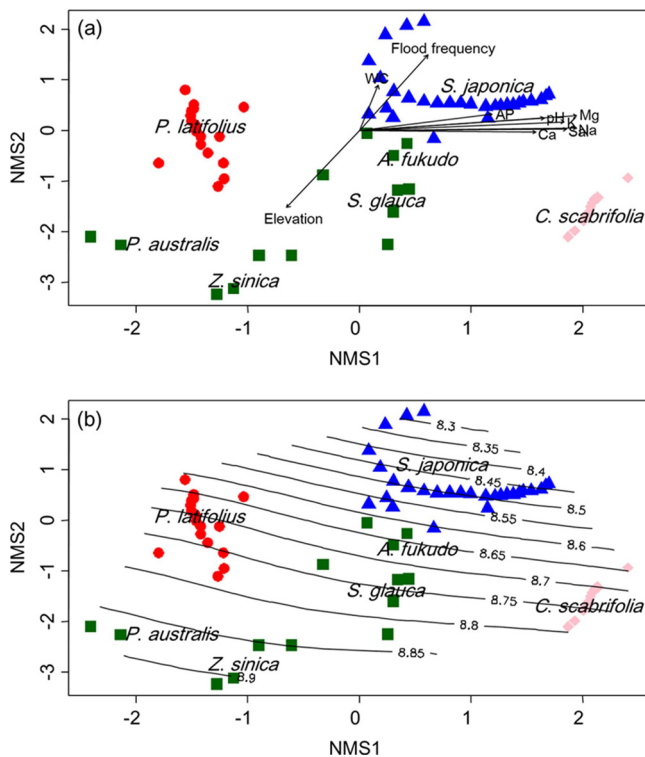 (a)
2
1
0
-1
-2
-3
NMS2
Flood frequency
WC
S. japonica
P. latifolius
AP
pH
Mg
K
Na
Ca
Sal
A. fukudo
S. glauca
Elevation
C. scabrifolia
P. australis
Z. sinica
-2
-1
0
1
2
NMS1
(b)
2
1
0
-1
-2
-3
NMS2
8.3
8.35
8.4
S. japonica
8.45
8.5
P. latifolius
8.55
8.6
A. fukudo
8.65
8.7
S. glauca
8.75
C. scabrifolia
8.8
P. australis
8.85
Z. sinica
8.9
-2
-1
0
1
2
NMS1